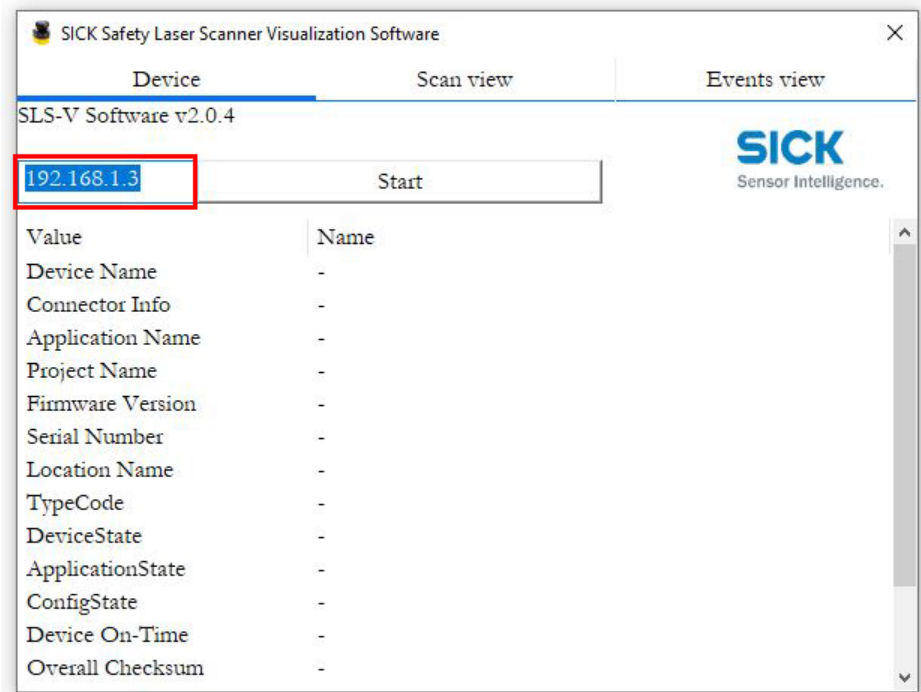 SICK Safety Laser Scanner Visualization Software
Device Scan view Events view
SLS-V Software v2.0.4
SICK
Sensor Intelligence.
192.168.1.3 Start
Value Name
Device Name -
Connector Info -
Application Name -
Project Name -
Firmware Version -
Serial Number -
Location Name -
TypeCode -
DeviceState -
ApplicationState -
ConfigState -
Device On-Time -
Overall Checksum -